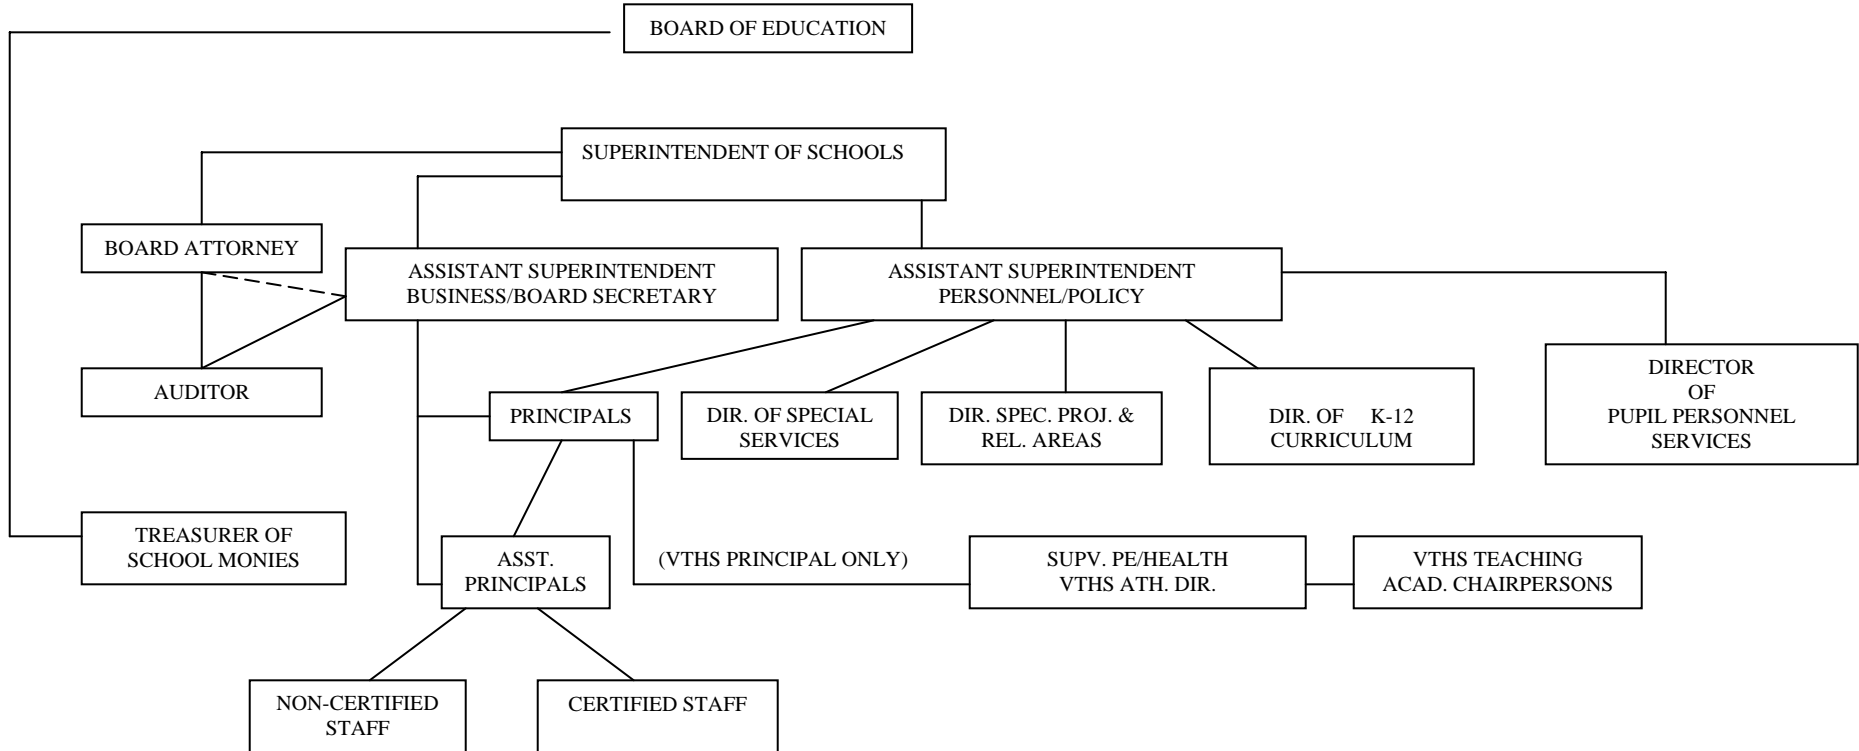 BOARD OF EDUCATION
SUPERINTENDENT OF SCHOOLS
BOARD ATTORNEY
ASSISTANT SUPERINTENDENT
BUSINESS/BOARD SECRETARY
ASSISTANT SUPERINTENDENT
PERSONNEL/POLICY
AUDITOR
PRINCIPALS
DIR. OF SPECIAL
SERVICES
DIR. SPEC. PROJ. &
REL. AREAS
DIR. OF K-12
CURRICULUM
DIRECTOR
OF
PUPIL PERSONNEL
SERVICES
TREASURER OF
SCHOOL MONIES
ASST.
PRINCIPALS
(VTHS PRINCIPAL ONLY)
SUPV. PE/HEALTH
VTHS ATH. DIR.
VTHS TEACHING
ACAD. CHAIRPERSONS
NON-CERTIFIED
STAFF
CERTIFIED STAFF